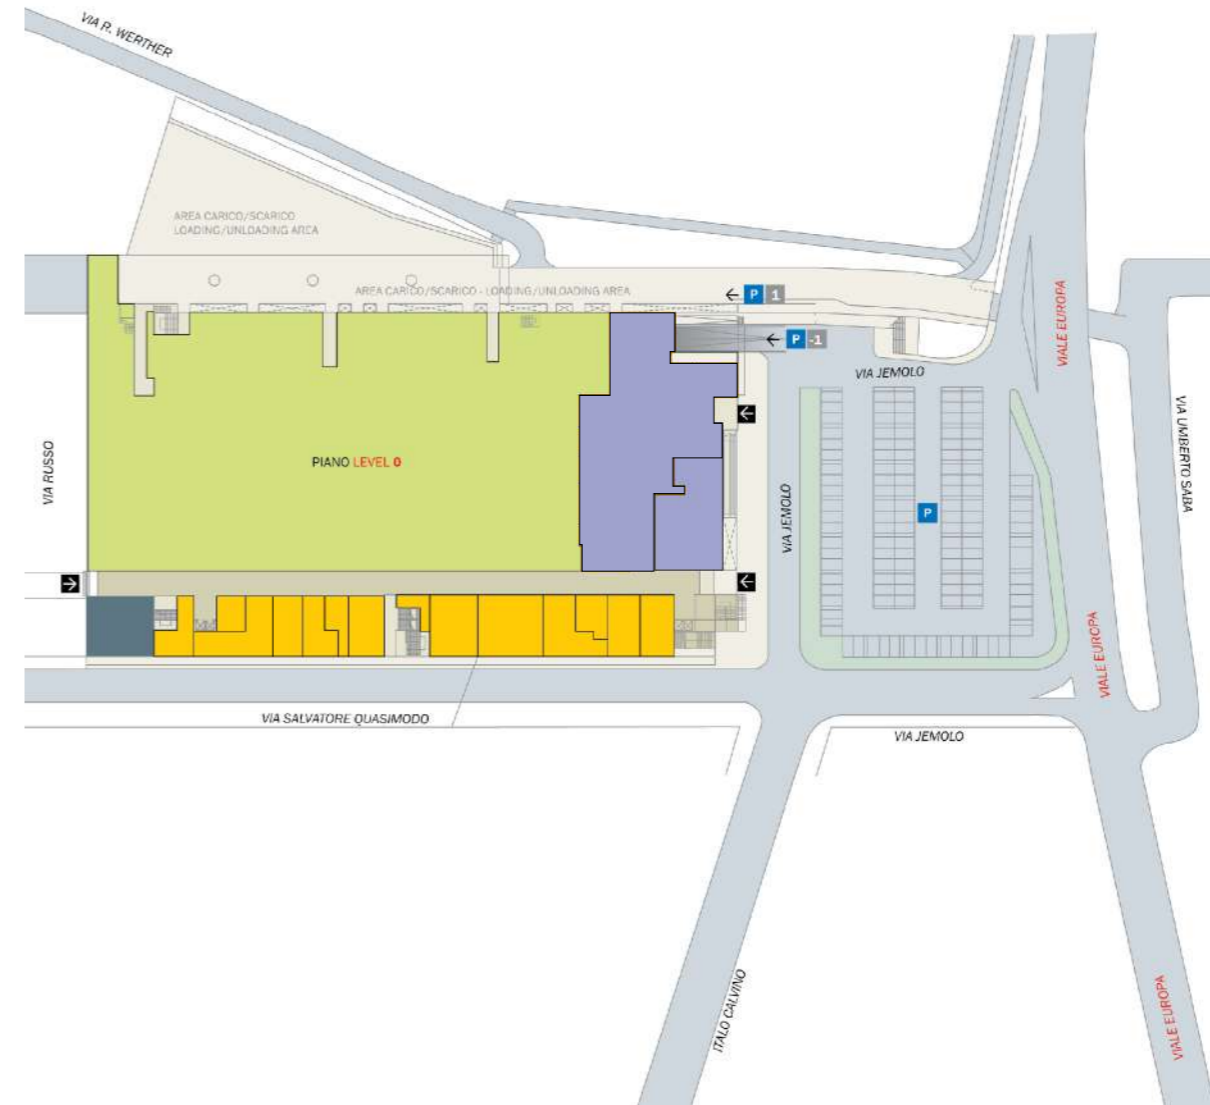 VIA R. WERTHER
AREA CARICO/SCARICO
LOADING/UNLOADING AREA
AREA CARICO/SCARICO - LOADING/UNLOADING AREA
P 1
P -1
VIALE EUROPA
VIA JEMOLO
VIA UMBERTO SABA
VIA RUSSO
PIANO LEVEL 0
VIA JEMOLO
P
VIALE EUROPA
VIA SALVATORE QUASIMODO
VIA JEMOLO
ITALO CALVINO
VIALE EUROPA